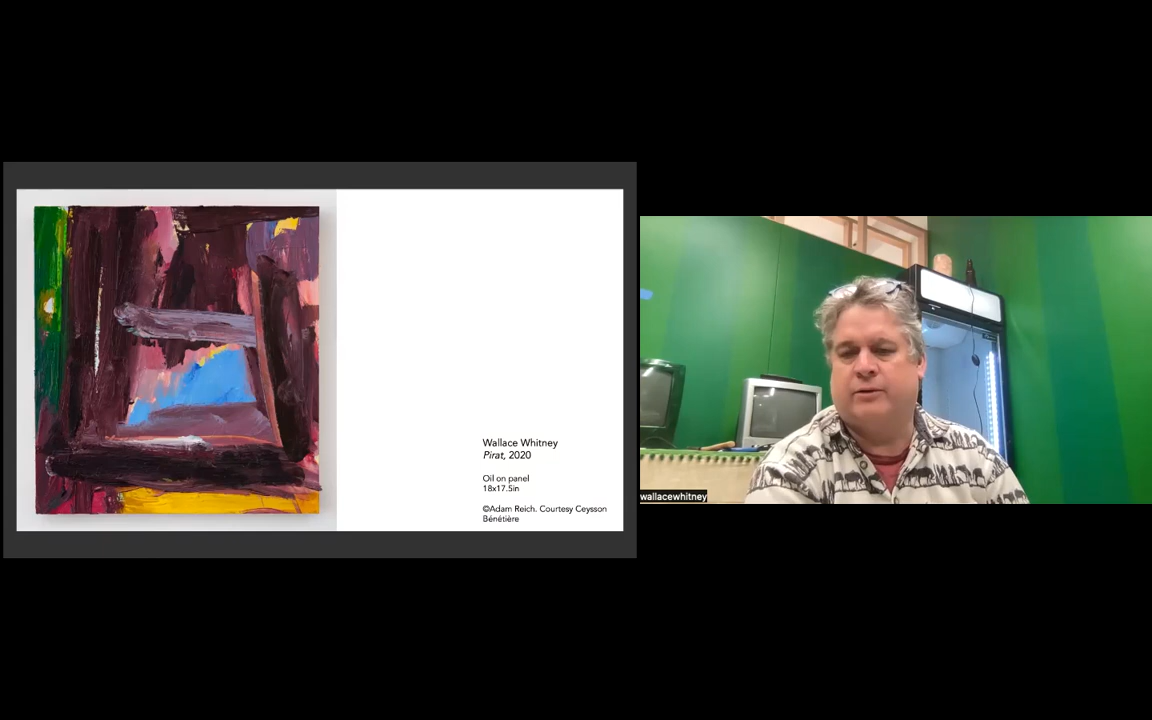 Wallace Whitney
Pirat, 2020
Oil on panel
18x17.5in
©Adam Reich. Courtesy Ceysson
Bénétière
wallacewhitney